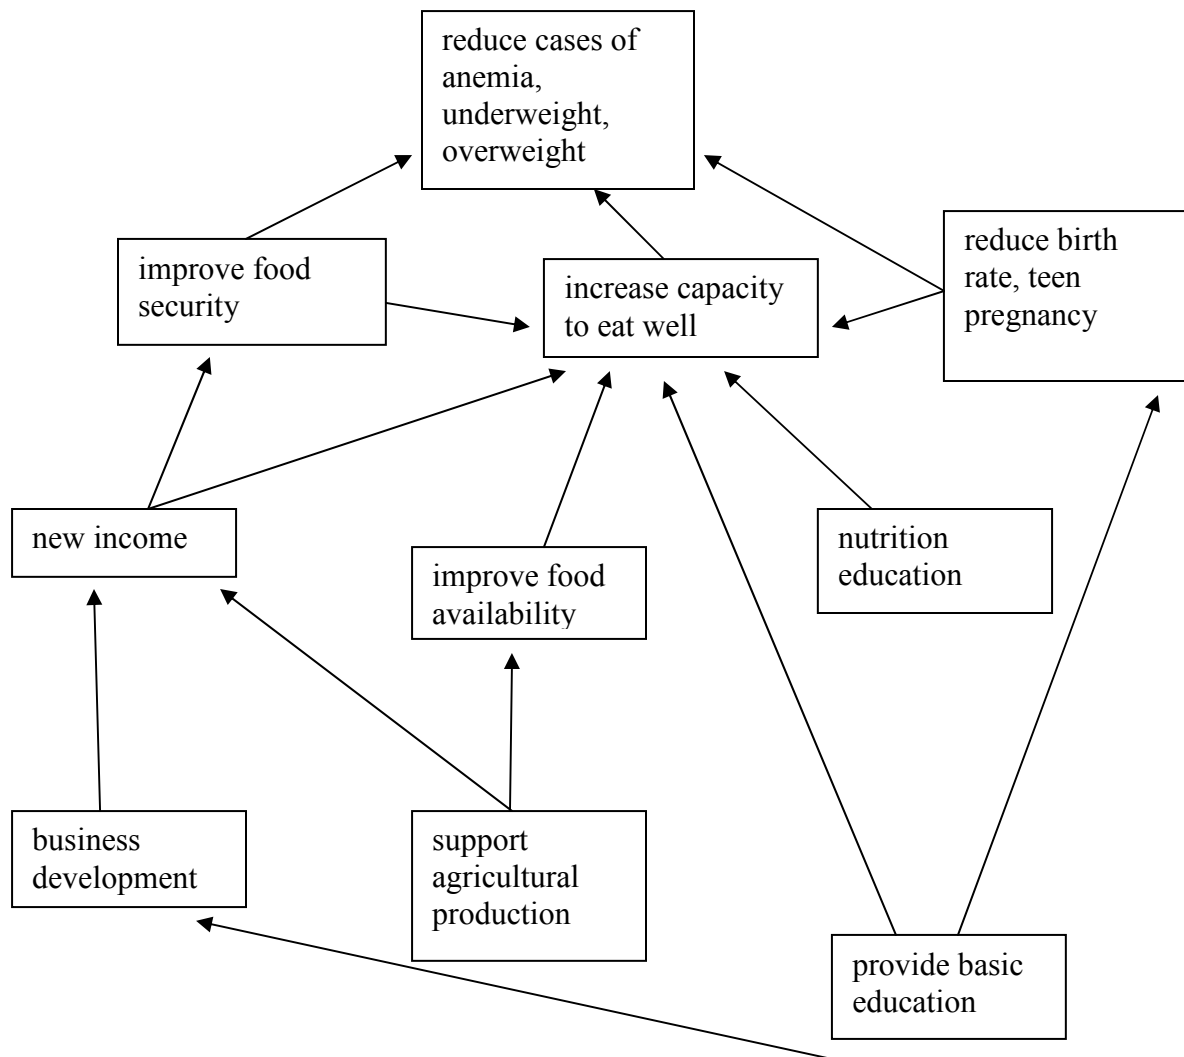 reduce cases of
anemia,
underweight,
overweight
improve food
security
increase capacity
to eat well
reduce birth
rate, teen
pregnancy
new income
improve food
availability
nutrition
education
business
development
support
agricultural
production
provide basic
education